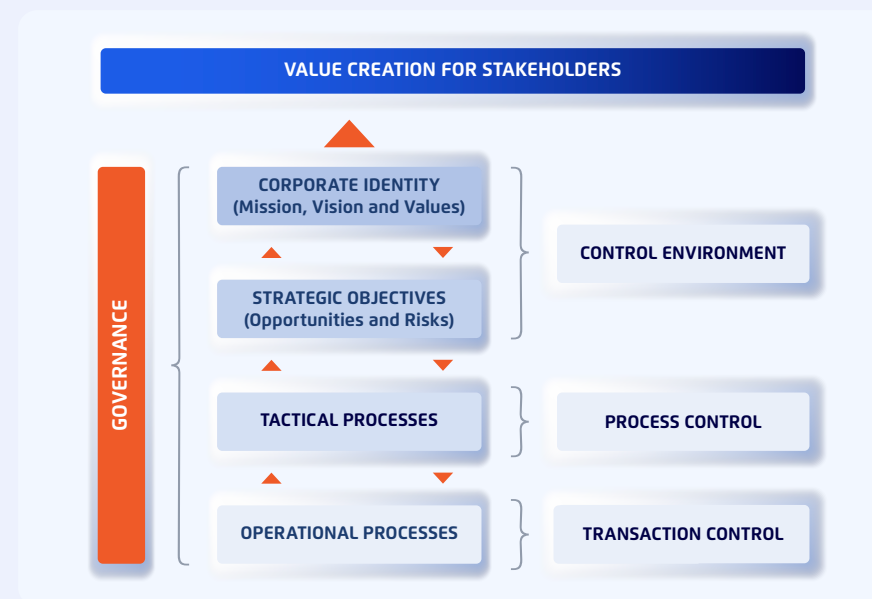 VALUE CREATION FOR STAKEHOLDERS
GOVERNANCE
CORPORATE IDENTITY
(Mission, Vision and Values)
STRATEGIC OBJECTIVES
(Opportunities and Risks)
CONTROL ENVIRONMENT
TACTICAL PROCESSES
PROCESS CONTROL
OPERATIONAL PROCESSES
TRANSACTION CONTROL